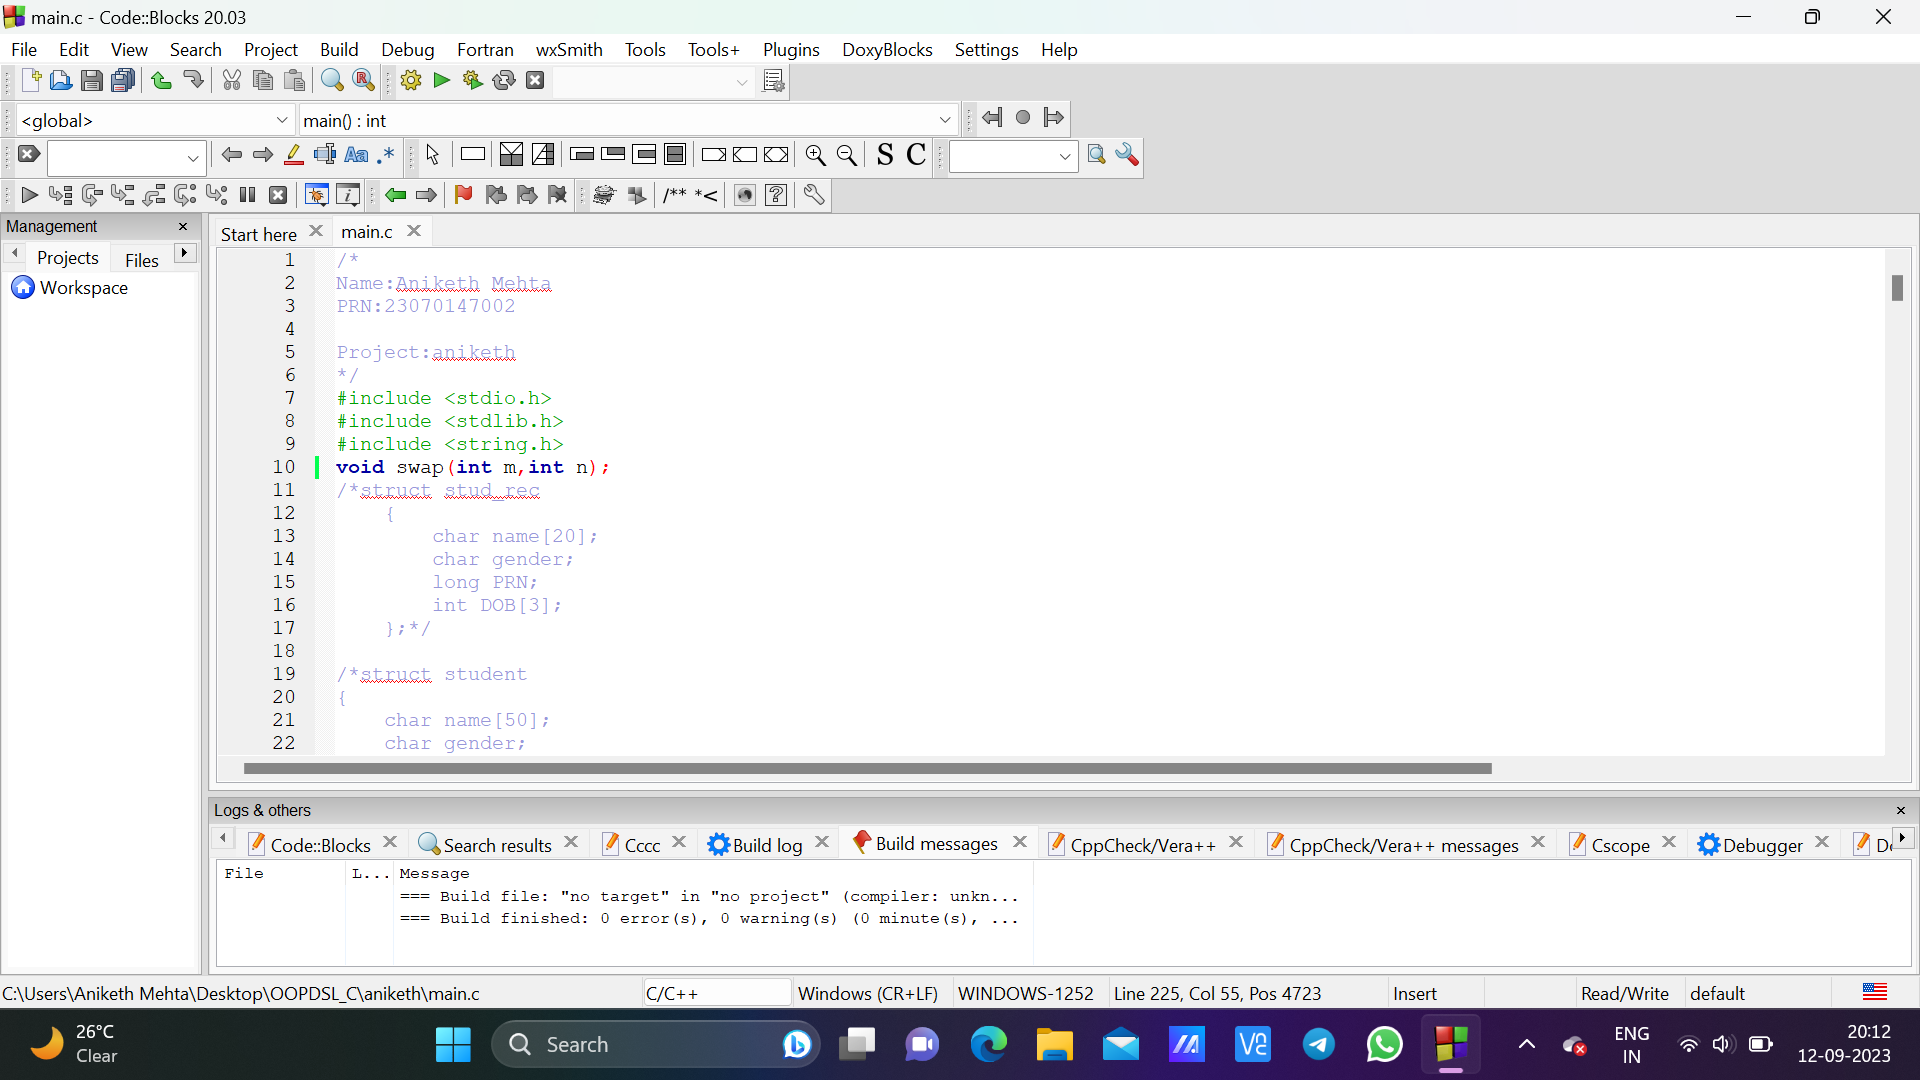 main.c - Code::Blocks 20.03
File Edit View Search Project Build Debug Fortran wxSmith Tools Tools+ Plugins DoxyBlocks Settings Help
<global> main() : int
Aa .* S C
/** *<
Management
Projects Files
Workspace
Start here main.c
1 /*
2 Name:Aniketh Mehta
3 PRN:23070147002
4
5 Project:aniketh
6 */
7 #include <stdio.h>
8 #include <stdlib.h>
9 #include <string.h>
10 void swap(int m,int n);
11 /*struct stud_rec
12 {
13 char name[20];
14 char gender;
15 long PRN;
16 int DOB[3];
17 };*/
18
19 /*struct student
20 {
21 char name[50];
22 char gender;
Logs & others
Code::Blocks Search results Cccc Build log Build messages CppCheck/Vera++ CppCheck/Vera++ messages Cscope Debugger
File L... Message
=== Build file: "no target" in "no project" (compiler: unkn...
=== Build finished: 0 error(s), 0 warning(s) (0 minute(s), ...
C:\Users\Aniketh Mehta\Desktop\OOPDSL_C\aniketh\main.c C/C++ Windows (CR+LF) WINDOWS-1252 Line 225, Col 55, Pos 4723 Insert Read/Write default
26°C
Clear
Search
ENG
IN
20:12
12-09-2023